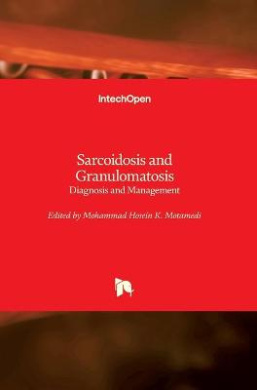 IntechOpen
Sarcoidosis and
Granulomatosis
Diagnosis and Management
Edited by Mohammad Hosein K. Motamedi